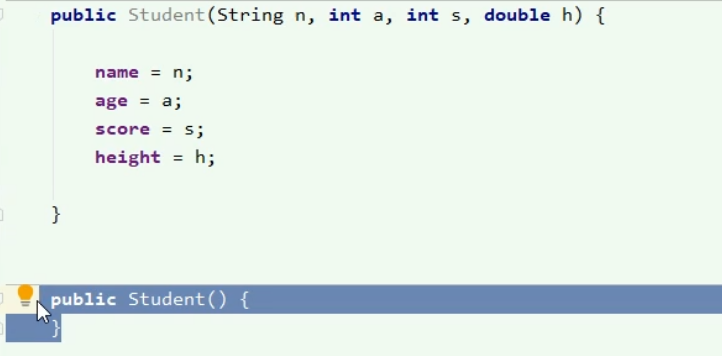 public Student(String n, int a, int s, double h) {
name = n;
age = a;
score = s;
height = h;
}
public Student() {
}